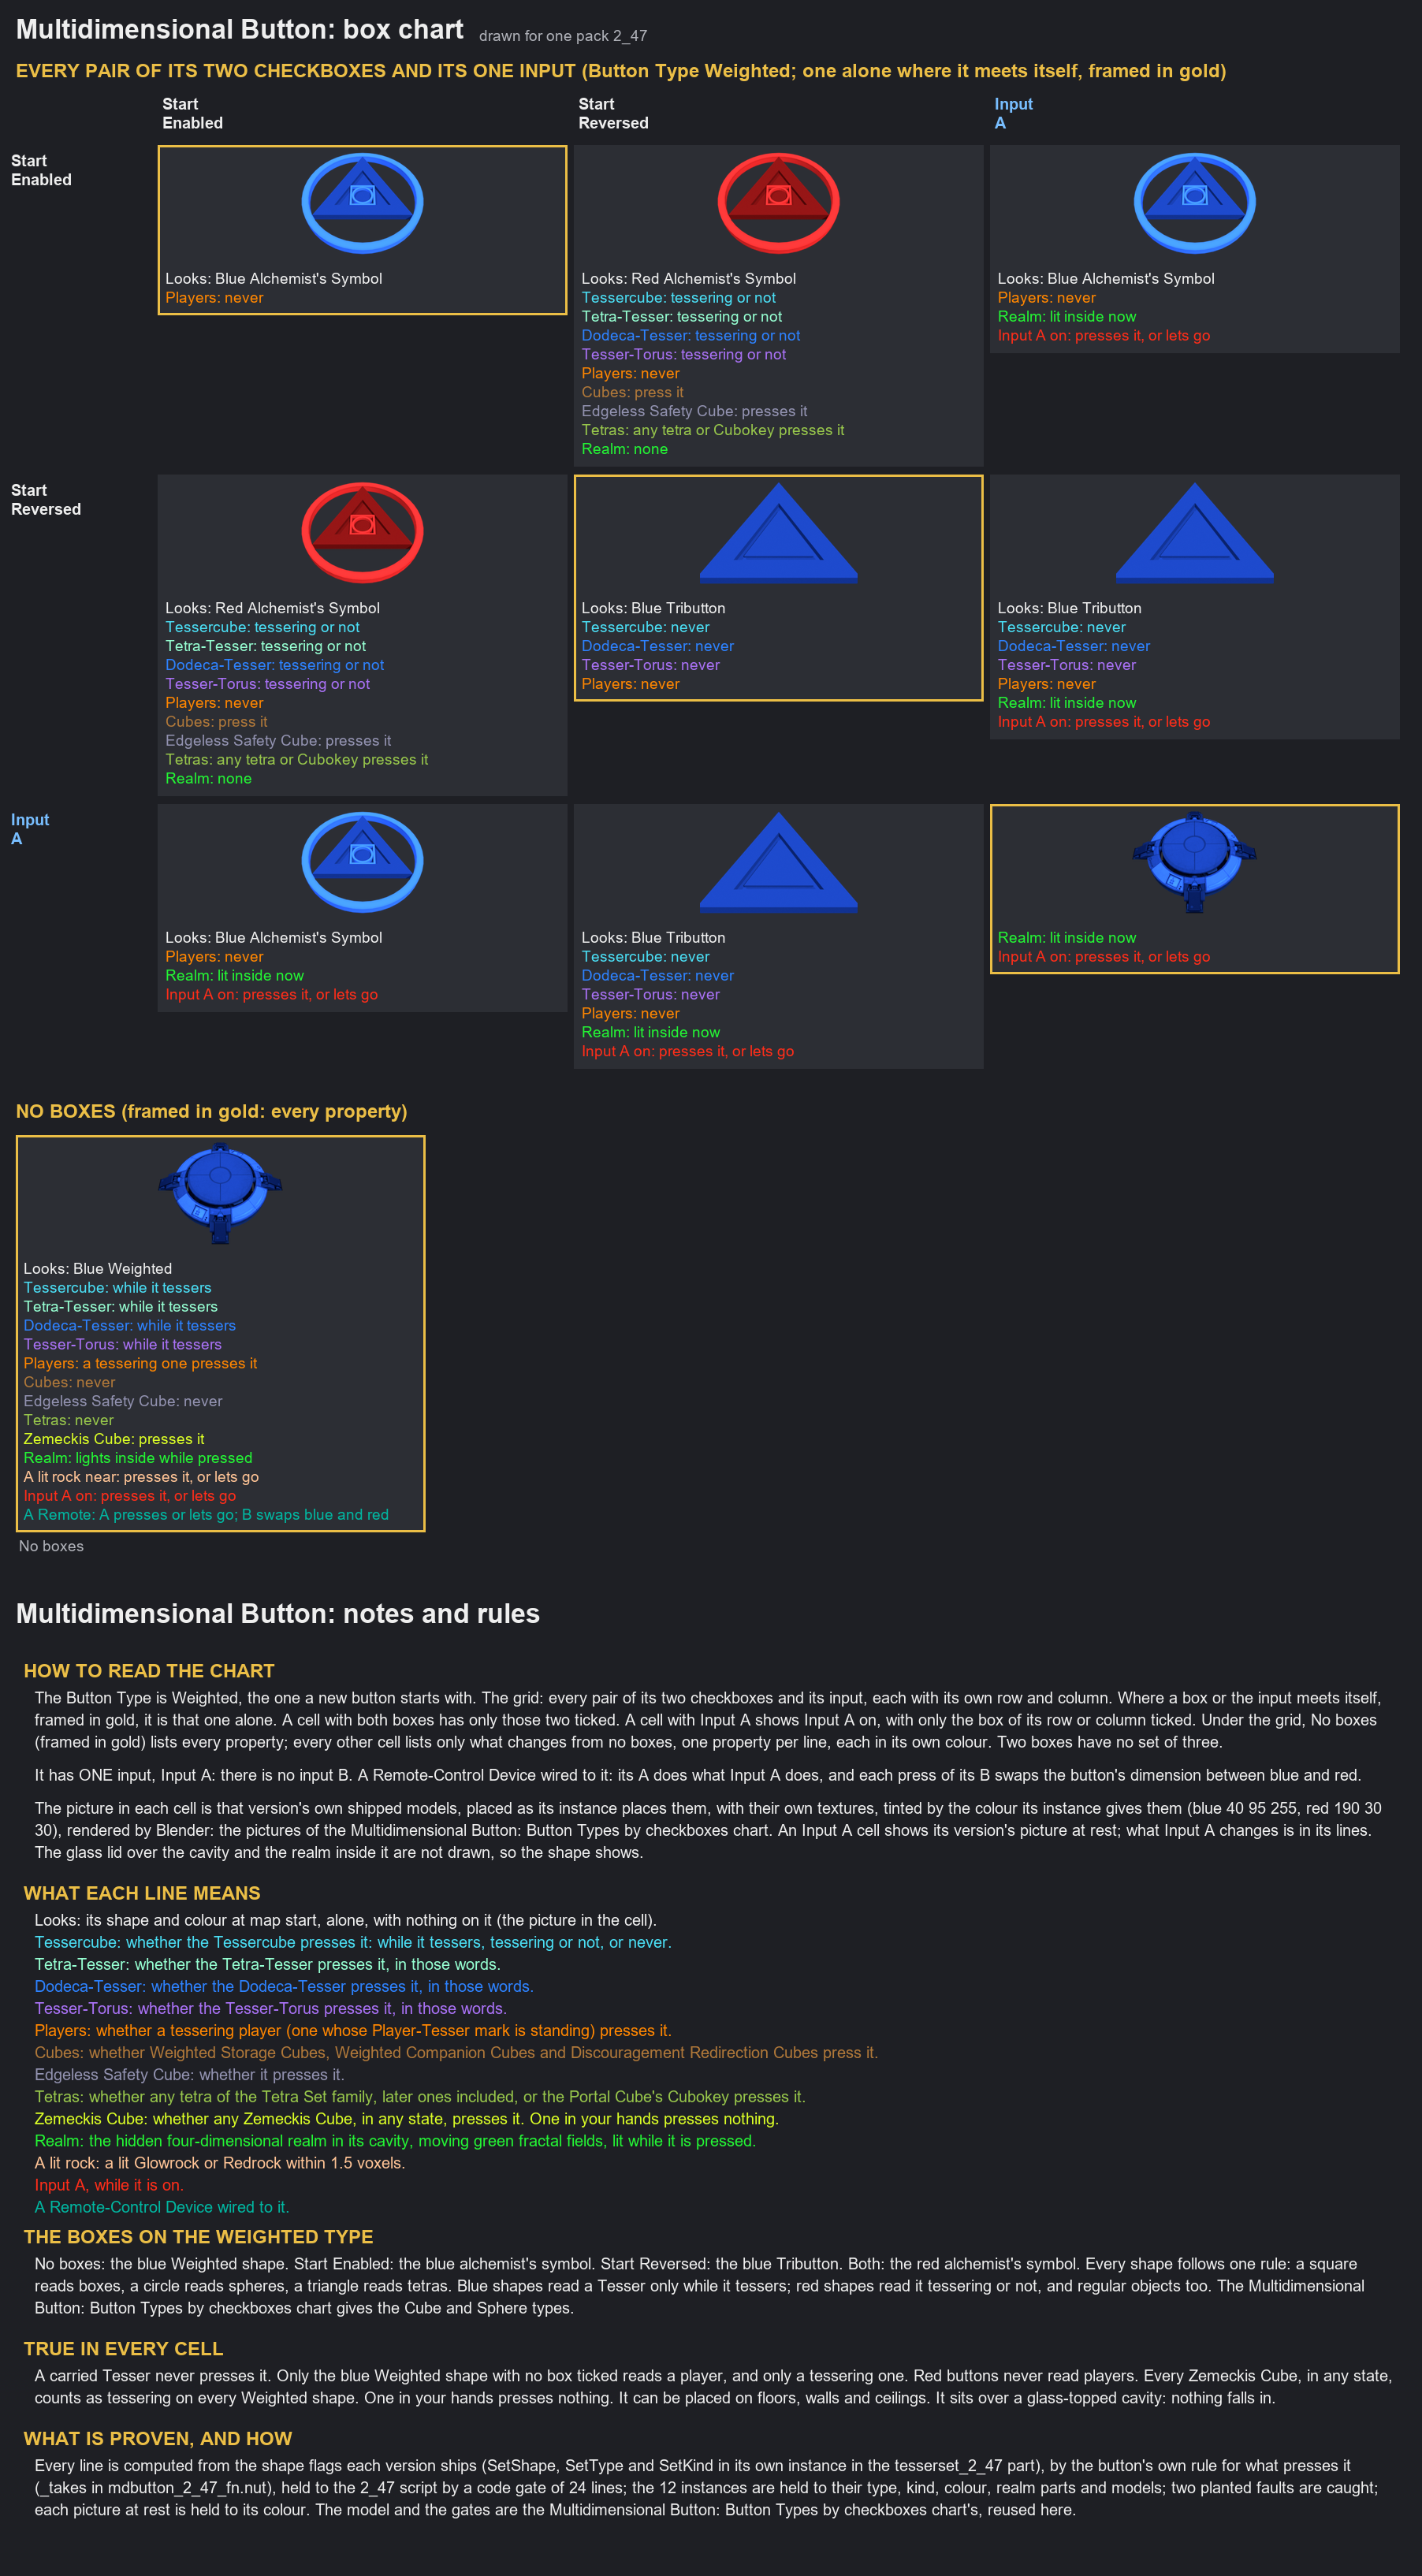 Multidimensional Button: box chart drawn for one pack 2_47
EVERY PAIR OF ITS TWO CHECKBOXES AND ITS ONE INPUT (Button Type Weighted; one alone where it meets itself, framed in gold)
Start
Enabled
Start
Reversed
Input
A
Start
Enabled
Looks: Blue Alchemist's Symbol
Players: never
Looks: Red Alchemist's Symbol
Tessercube: tessering or not
Tetra-Tesser: tessering or not
Dodeca-Tesser: tessering or not
Tesser-Torus: tessering or not
Players: never
Cubes: press it
Edgeless Safety Cube: presses it
Tetras: any tetra or Cubokey presses it
Realm: none
Looks: Blue Alchemist's Symbol
Players: never
Realm: lit inside now
Input A on: presses it, or lets go
Start
Reversed
Looks: Red Alchemist's Symbol
Tessercube: tessering or not
Tetra-Tesser: tessering or not
Dodeca-Tesser: tessering or not
Tesser-Torus: tessering or not
Players: never
Cubes: press it
Edgeless Safety Cube: presses it
Tetras: any tetra or Cubokey presses it
Realm: none
Looks: Blue Tributton
Tessercube: never
Dodeca-Tesser: never
Tesser-Torus: never
Players: never
Looks: Blue Tributton
Tessercube: never
Dodeca-Tesser: never
Tesser-Torus: never
Players: never
Realm: lit inside now
Input A on: presses it, or lets go
Input
A
Looks: Blue Alchemist's Symbol
Players: never
Realm: lit inside now
Input A on: presses it, or lets go
Looks: Blue Tributton
Tessercube: never
Dodeca-Tesser: never
Tesser-Torus: never
Players: never
Realm: lit inside now
Input A on: presses it, or lets go
Realm: lit inside now
Input A on: presses it, or lets go
NO BOXES (framed in gold: every property)
Looks: Blue Weighted
Tessercube: while it tessers
Tetra-Tesser: while it tessers
Dodeca-Tesser: while it tessers
Tesser-Torus: while it tessers
Players: a tessering one presses it
Cubes: never
Edgeless Safety Cube: never
Tetras: never
Zemeckis Cube: presses it
Realm: lights inside while pressed
A lit rock near: presses it, or lets go
Input A on: presses it, or lets go
A Remote: A presses or lets go; B swaps blue and red
No boxes
Multidimensional Button: notes and rules
HOW TO READ THE CHART
The Button Type is Weighted, the one a new button starts with. The grid: every pair of its two checkboxes and its input, each with its own row and column. Where a box or the input meets itself,
framed in gold, it is that one alone. A cell with both boxes has only those two ticked. A cell with Input A shows Input A on, with only the box of its row or column ticked. Under the grid, No boxes
(framed in gold) lists every property; every other cell lists only what changes from no boxes, one property per line, each in its own colour. Two boxes have no set of three.
It has ONE input, Input A: there is no input B. A Remote-Control Device wired to it: its A does what Input A does, and each press of its B swaps the button's dimension between blue and red.
The picture in each cell is that version's own shipped models, placed as its instance places them, with their own textures, tinted by the colour its instance gives them (blue 40 95 255, red 190 30
30), rendered by Blender: the pictures of the Multidimensional Button: Button Types by checkboxes chart. An Input A cell shows its version's picture at rest; what Input A changes is in its lines.
The glass lid over the cavity and the realm inside it are not drawn, so the shape shows.
WHAT EACH LINE MEANS
Looks: its shape and colour at map start, alone, with nothing on it (the picture in the cell).
Tessercube: whether the Tessercube presses it: while it tessers, tessering or not, or never.
Tetra-Tesser: whether the Tetra-Tesser presses it, in those words.
Dodeca-Tesser: whether the Dodeca-Tesser presses it, in those words.
Tesser-Torus: whether the Tesser-Torus presses it, in those words.
Players: whether a tessering player (one whose Player-Tesser mark is standing) presses it.
Cubes: whether Weighted Storage Cubes, Weighted Companion Cubes and Discouragement Redirection Cubes press it.
Edgeless Safety Cube: whether it presses it.
Tetras: whether any tetra of the Tetra Set family, later ones included, or the Portal Cube's Cubokey presses it.
Zemeckis Cube: whether any Zemeckis Cube, in any state, presses it. One in your hands presses nothing.
Realm: the hidden four-dimensional realm in its cavity, moving green fractal fields, lit while it is pressed.
A lit rock: a lit Glowrock or Redrock within 1.5 voxels.
Input A, while it is on.
A Remote-Control Device wired to it.
THE BOXES ON THE WEIGHTED TYPE
No boxes: the blue Weighted shape. Start Enabled: the blue alchemist's symbol. Start Reversed: the blue Tributton. Both: the red alchemist's symbol. Every shape follows one rule: a square
reads boxes, a circle reads spheres, a triangle reads tetras. Blue shapes read a Tesser only while it tessers; red shapes read it tessering or not, and regular objects too. The Multidimensional
Button: Button Types by checkboxes chart gives the Cube and Sphere types.
TRUE IN EVERY CELL
A carried Tesser never presses it. Only the blue Weighted shape with no box ticked reads a player, and only a tessering one. Red buttons never read players. Every Zemeckis Cube, in any state,
counts as tessering on every Weighted shape. One in your hands presses nothing. It can be placed on floors, walls and ceilings. It sits over a glass-topped cavity: nothing falls in.
WHAT IS PROVEN, AND HOW
Every line is computed from the shape flags each version ships (SetShape, SetType and SetKind in its own instance in the tesserset_2_47 part), by the button's own rule for what presses it
(_takes in mdbutton_2_47_fn.nut), held to the 2_47 script by a code gate of 24 lines; the 12 instances are held to their type, kind, colour, realm parts and models; two planted faults are caught;
each picture at rest is held to its colour. The model and the gates are the Multidimensional Button: Button Types by checkboxes chart's, reused here.